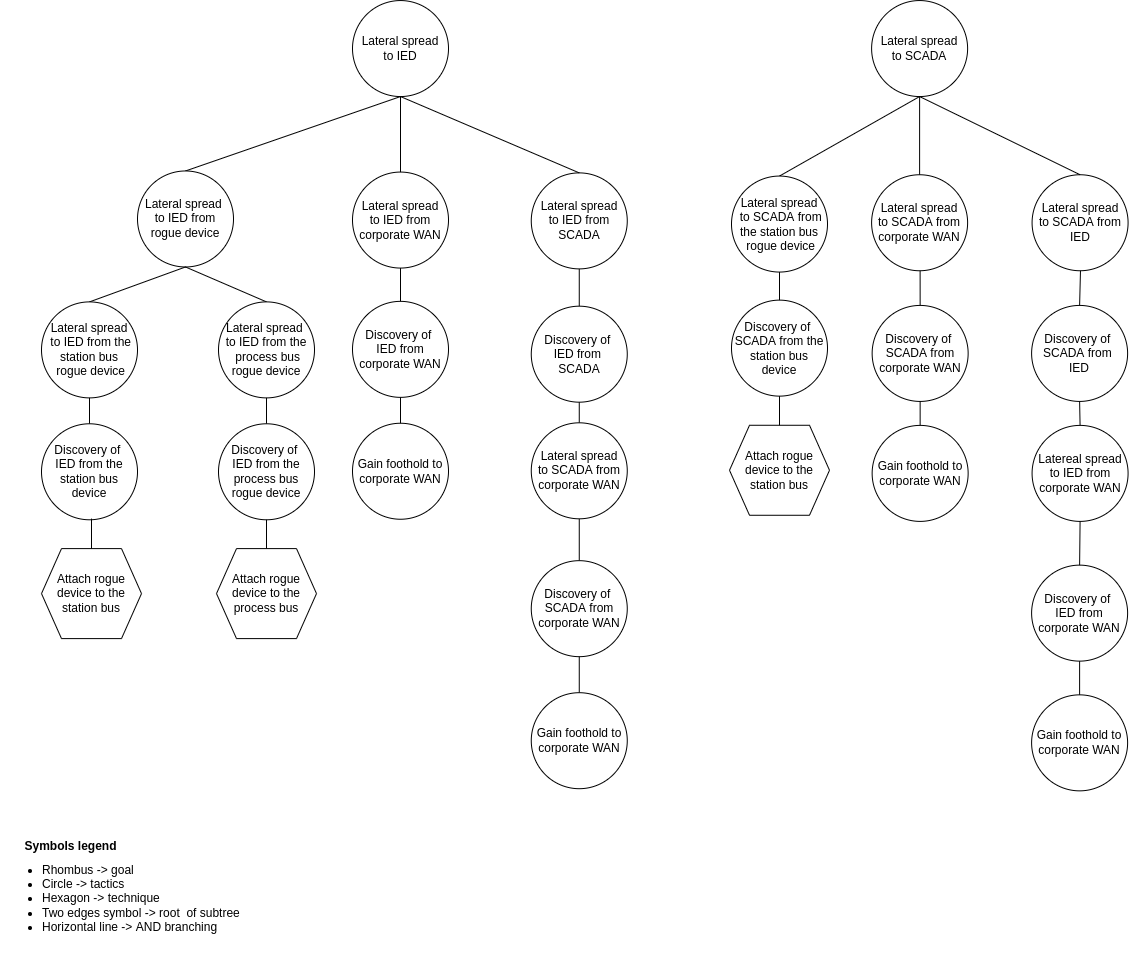 Lateral spread
to IED
Lateral spread
to SCADA
Lateral spread
to IED from
rogue device
Lateral spread
to IED from
corporate WAN
Lateral spread
to IED from
SCADA
Lateral spread
to SCADA from
the station bus
rogue device
Lateral spread
to SCADA from
corporate WAN
Lateral spread
to SCADA from
IED
Lateral spread
to IED from the
station bus
rogue device
Lateral spread
to IED from the
process bus
rogue device
Discovery of
IED from
corporate WAN
Discovery of
IED from
SCADA
Discovery of
SCADA from the
station bus
device
Discovery of
SCADA from
corporate WAN
Discovery of
SCADA from
IED
Discovery of
IED from the
station bus
device
Discovery of
IED from the
process bus
rogue device
Gain foothold to
corporate WAN
Lateral spread
to SCADA from
corporate WAN
Attach rogue
device to the
station bus
Gain foothold to
corporate WAN
Latereal spread
to IED from
corporate WAN
Attach rogue
device to the
station bus
Attach rogue
device to the
process bus
Discovery of
SCADA from
corporate WAN
Discovery of
IED from
corporate WAN
Gain foothold to
corporate WAN
Gain foothold to
corporate WAN
Symbols legend
• Rhombus -> goal
• Circle -> tactics
• Hexagon -> technique
• Two edges symbol -> root of subtree
• Horizontal line -> AND branching